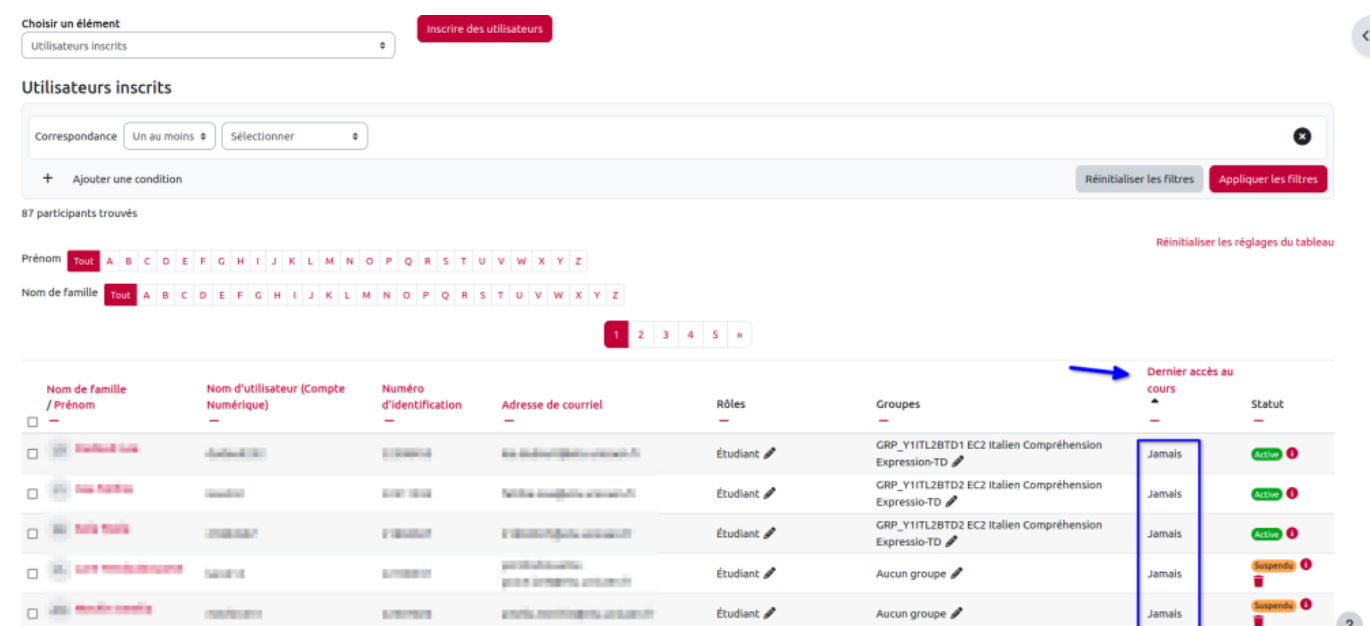 Choisir un élément
Utilisateurs inscrits
Inscrire des utilisateurs
Utilisateurs inscrits
Correspondance Un au moins Sélectionner
+ Ajouter une condition
Réinitialiser les filtres Appliquer les filtres
87 participants trouvés
Réinitialiser les réglages du tableau
Prénom Tout A B C D E F G H I J K L M N O P Q R S T U V W X Y Z
Nom de famille Tout A B C D E F G H I J K L M N O P Q R S T U V W X Y Z
1 2 3 4 5 »
Nom de famille
/ Prénom
Nom d'utilisateur (Compte
Numérique)
Numéro
d'identification
Adresse de courriel
Rôles
Groupes
Dernier accès au
cours
Statut
Étudiant
GRP_Y1ITL2BTD1 EC2 Italien Compréhension
Expression-TD
Jamais
Active
Étudiant
GRP_Y1ITL2BTD2 EC2 Italien Compréhension
Expressio-TD
Jamais
Active
Étudiant
GRP_Y1ITL2BTD2 EC2 Italien Compréhension
Expressio-TD
Jamais
Active
Étudiant
Aucun groupe
Jamais
Suspendu
Étudiant
Aucun groupe
Jamais
Suspendu
?